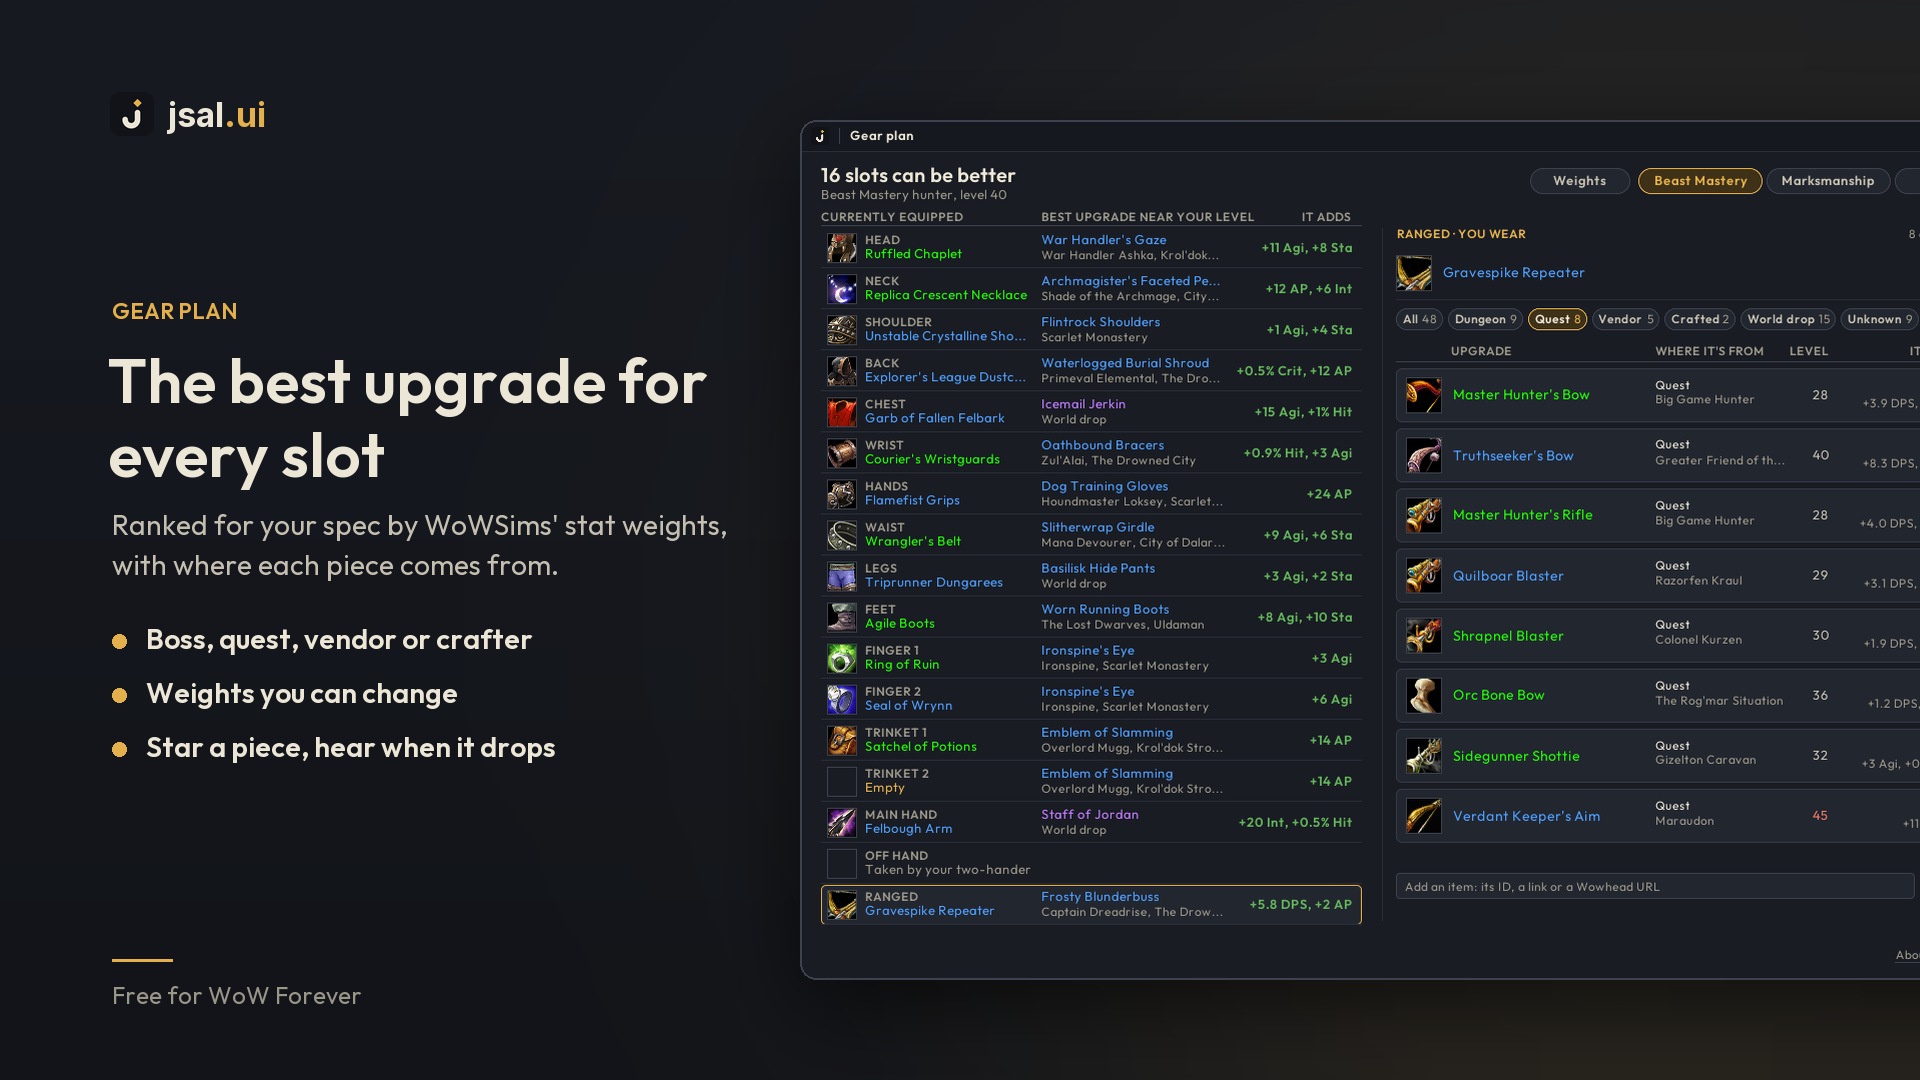 jsal.ui
GEAR PLAN
The best upgrade for
every slot
Ranked for your spec by WoWSims' stat weights,
with where each piece comes from.
Boss, quest, vendor or crafter
Weights you can change
Star a piece, hear when it drops
Free for WoW Forever
Gear plan
16 slots can be better
Beast Mastery hunter, level 40
Weights Beast Mastery Marksmanship
CURRENTLY EQUIPPED BEST UPGRADE NEAR YOUR LEVEL IT ADDS
HEAD War Handler's Gaze +11 Agi, +8 Sta
Ruffled Chaplet War Handler Ashka, Krol'dok...
NECK Archmagister's Faceted Pe... +12 AP, +6 Int
Replica Crescent Necklace Shade of the Archmage, City...
SHOULDER Flintrock Shoulders +1 Agi, +4 Sta
Unstable Crystalline Sho... Scarlet Monastery
BACK Waterlogged Burial Shroud +0.5% Crit, +12 AP
Explorer's League Dustc... Primeval Elemental, The Dro...
CHEST Icemail Jerkin +15 Agi, +1% Hit
Garb of Fallen Felbark World drop
WRIST Oathbound Bracers +0.9% Hit, +3 Agi
Courier's Wristguards Zul'Alai, The Drowned City
HANDS Dog Training Gloves +24 AP
Flamefist Grips Houndmaster Loksey, Scarlet...
WAIST Slitherwrap Girdle +9 Agi, +6 Sta
Wrangler's Belt Mana Devourer, City of Dalar...
LEGS Basilisk Hide Pants +3 Agi, +2 Sta
Triprunner Dungarees World drop
FEET Worn Running Boots +8 Agi, +10 Sta
Agile Boots The Lost Dwarves, Uldaman
FINGER 1 Ironspine's Eye +3 Agi
Ring of Ruin Ironspine, Scarlet Monastery
FINGER 2 Ironspine's Eye +6 Agi
Seal of Wrynn Ironspine, Scarlet Monastery
TRINKET 1 Emblem of Slamming +14 AP
Satchel of Potions Overlord Mugg, Krol'dok Stro...
TRINKET 2 Emblem of Slamming +14 AP
Empty Overlord Mugg, Krol'dok Stro...
MAIN HAND Staff of Jordan +20 Int, +0.5% Hit
Felbough Arm World drop
OFF HAND
Taken by your two-hander
RANGED Frosty Blunderbuss +5.8 DPS, +2 AP
Gravespike Repeater Captain Dreadrise, The Drow...
RANGED · YOU WEAR 8
Gravespike Repeater
All 48 Dungeon 9 Quest 8 Vendor 5 Crafted 2 World drop 15 Unknown 9
UPGRADE WHERE IT'S FROM LEVEL IT
Master Hunter's Bow Quest 28 +3.9 DPS,
Big Game Hunter
Truthseeker's Bow Quest 40 +8.3 DPS,
Greater Friend of th...
Master Hunter's Rifle Quest 28 +4.0 DPS,
Big Game Hunter
Quilboar Blaster Quest 29 +3.1 DPS,
Razorfen Kraul
Shrapnel Blaster Quest 30 +1.9 DPS,
Colonel Kurzen
Orc Bone Bow Quest 36 +1.2 DPS,
The Rog'mar Situation
Sidegunner Shottie Quest 32 +3 Agi, +0
Gizelton Caravan
Verdant Keeper's Aim Quest 45 +11
Maraudon
Add an item: its ID, a link or a Wowhead URL